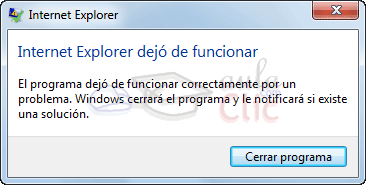 Internet Explorer
Internet Explorer dejó de funcionar
El programa dejó de funcionar correctamente por un
problema. Windows cerrará el programa y le notificará si existe
una solución.
aula
clic
Cerrar programa